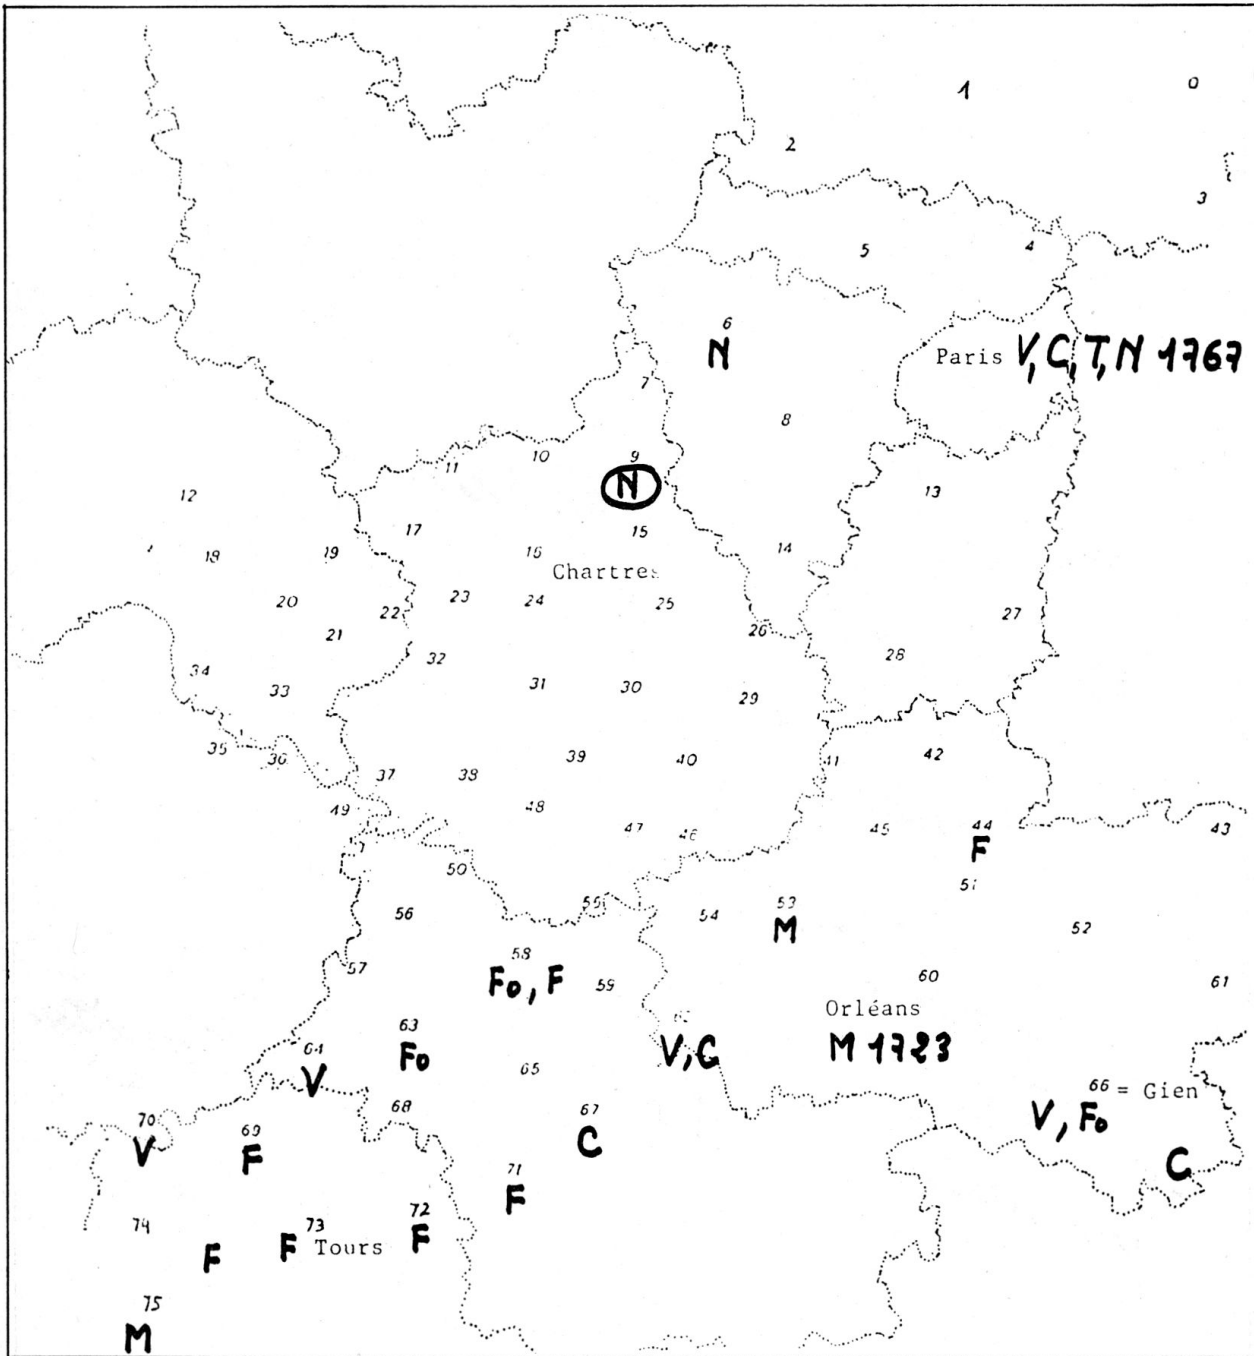 1 0
2
3
5 4
6
N
Paris V, C, T, N 1767
7
8
11 10 9
N
12 13
17 15
18 19 16 14
Chartres
20 22 23 24 25 27
21 26
34 32 28
33 31 30 29
35 36 39 40 41 42
37 38
49 48
47 46 45 44 43
F
50 51
56 55 54 53 52
M
57 58 59 60 61
Fo, F
Orléans
63 V, C M 1723
64 Fo
V 65
66 = Gien
V, Fo
70 69 68 67
V F C C
71
F
74 73 72
F F Tours F
75
M